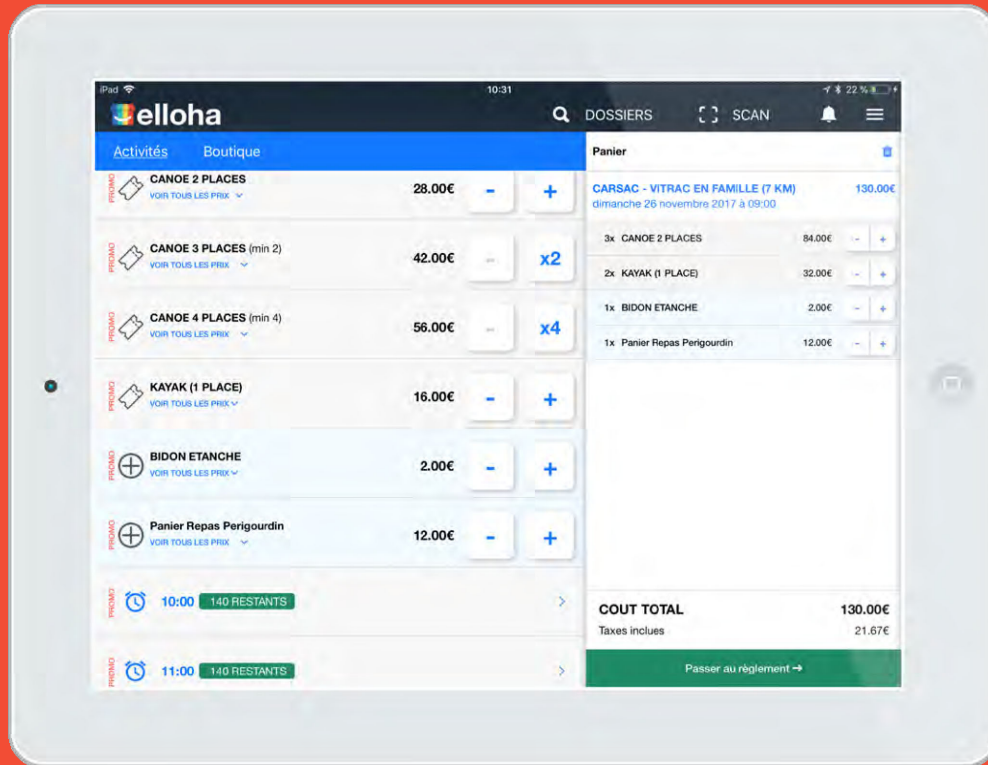 iPad
10:31
22 %
elloha
DOSSIERS
SCAN
Activités
Boutique
Panier
PROMO
CANOE 2 PLACES
VOIR TOUS LES PRIX
28.00€
-
+
PROMO
CANOE 3 PLACES (min 2)
VOIR TOUS LES PRIX
42.00€
-
x2
PROMO
CANOE 4 PLACES (min 4)
VOIR TOUS LES PRIX
56.00€
-
x4
PROMO
KAYAK (1 PLACE)
VOIR TOUS LES PRIX
16.00€
-
+
PROMO
BIDON ETANCHE
VOIR TOUS LES PRIX
2.00€
-
+
PROMO
Panier Repas Perigourdin
VOIR TOUS LES PRIX
12.00€
-
+
PROMO
10:00 140 RESTANTS
PROMO
11:00 140 RESTANTS
CARSAC - VITRAC EN FAMILLE (7 KM) 130.00€
dimanche 26 novembre 2017 à 09:00
3x CANOE 2 PLACES 84.00€ - +
2x KAYAK (1 PLACE) 32.00€ - +
1x BIDON ETANCHE 2.00€ - +
1x Panier Repas Perigourdin 12.00€ - +
COUT TOTAL 130.00€
Taxes inclues 21.67€
Passer au règlement →